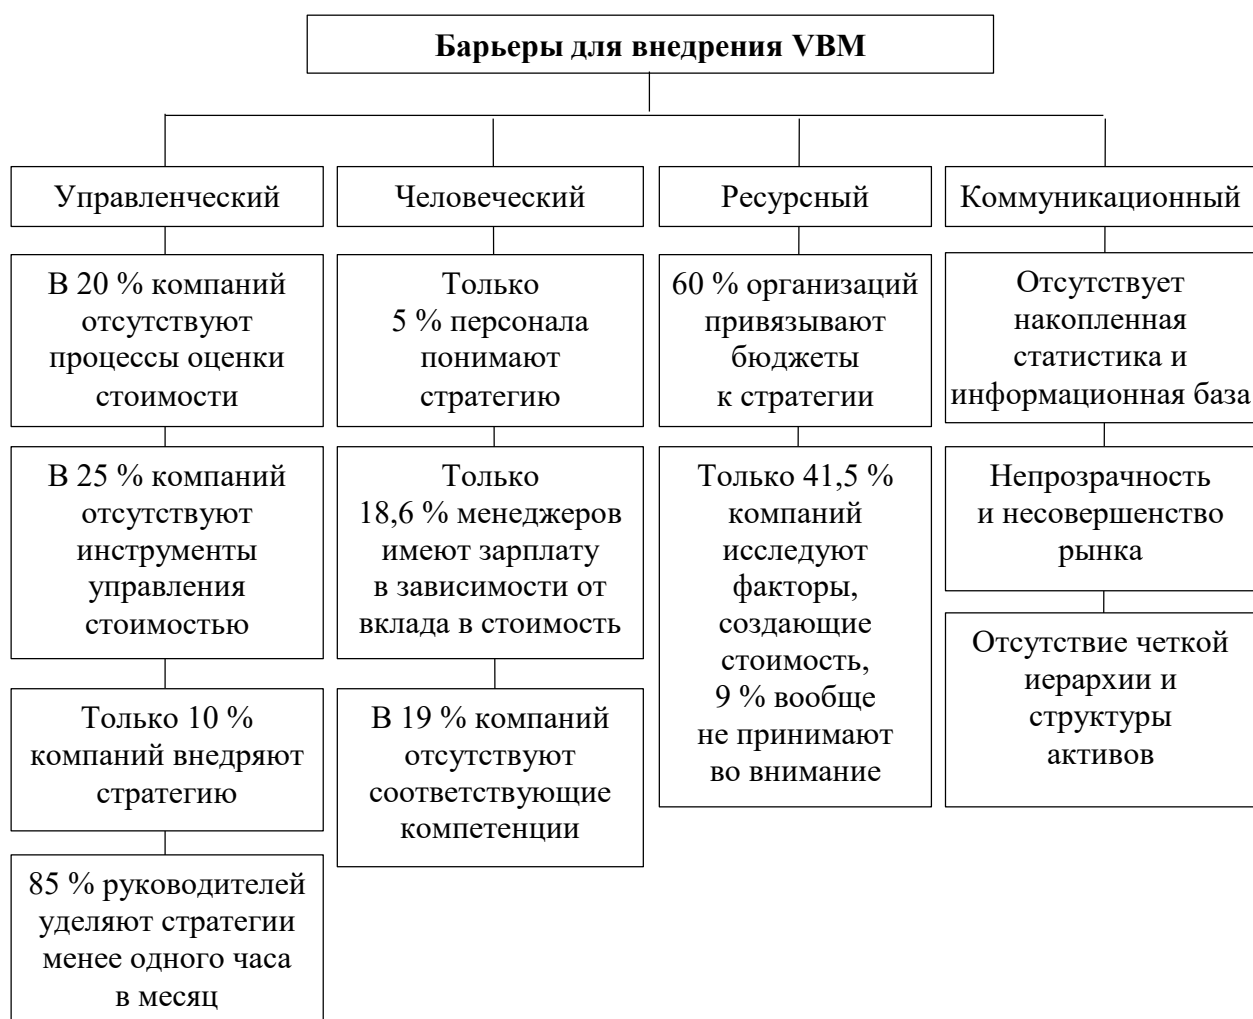 Барьеры для внедрения VBM
Управленческий
В 20 % компаний
отсутствуют
процессы оценки
стоимости
В 25 % компаний
отсутствуют
инструменты
управления
стоимостью
Только 10 %
компаний внедряют
стратегию
85 % руководителей
уделяют стратегии
менее одного часа
в месяц
Человеческий
Только
5 % персонала
понимают
стратегию
Только
18,6 % менеджеров
имеют зарплату
в зависимости от
вклада в стоимость
В 19 % компаний
отсутствуют
соответствующие
компетенции
Ресурсный
60 % организаций
привязывают
бюджеты
к стратегии
Только 41,5 %
компаний
исследуют
факторы,
создающие
стоимость,
9 % вообще
не принимают
во внимание
Коммуникационный
Отсутствует
накопленная
статистика и
информационная база
Непрозрачность
и несовершенство
рынка
Отсутствие четкой
иерархии и
структуры
активов